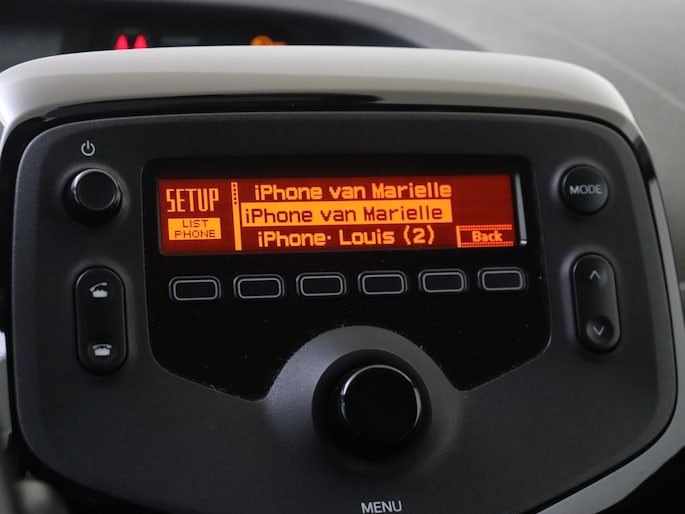 SETUP
LIST
PHONE
iPhone van Marielle
iPhone van Marielle
iPhone· Louis (2)
Back
MODE
MENU